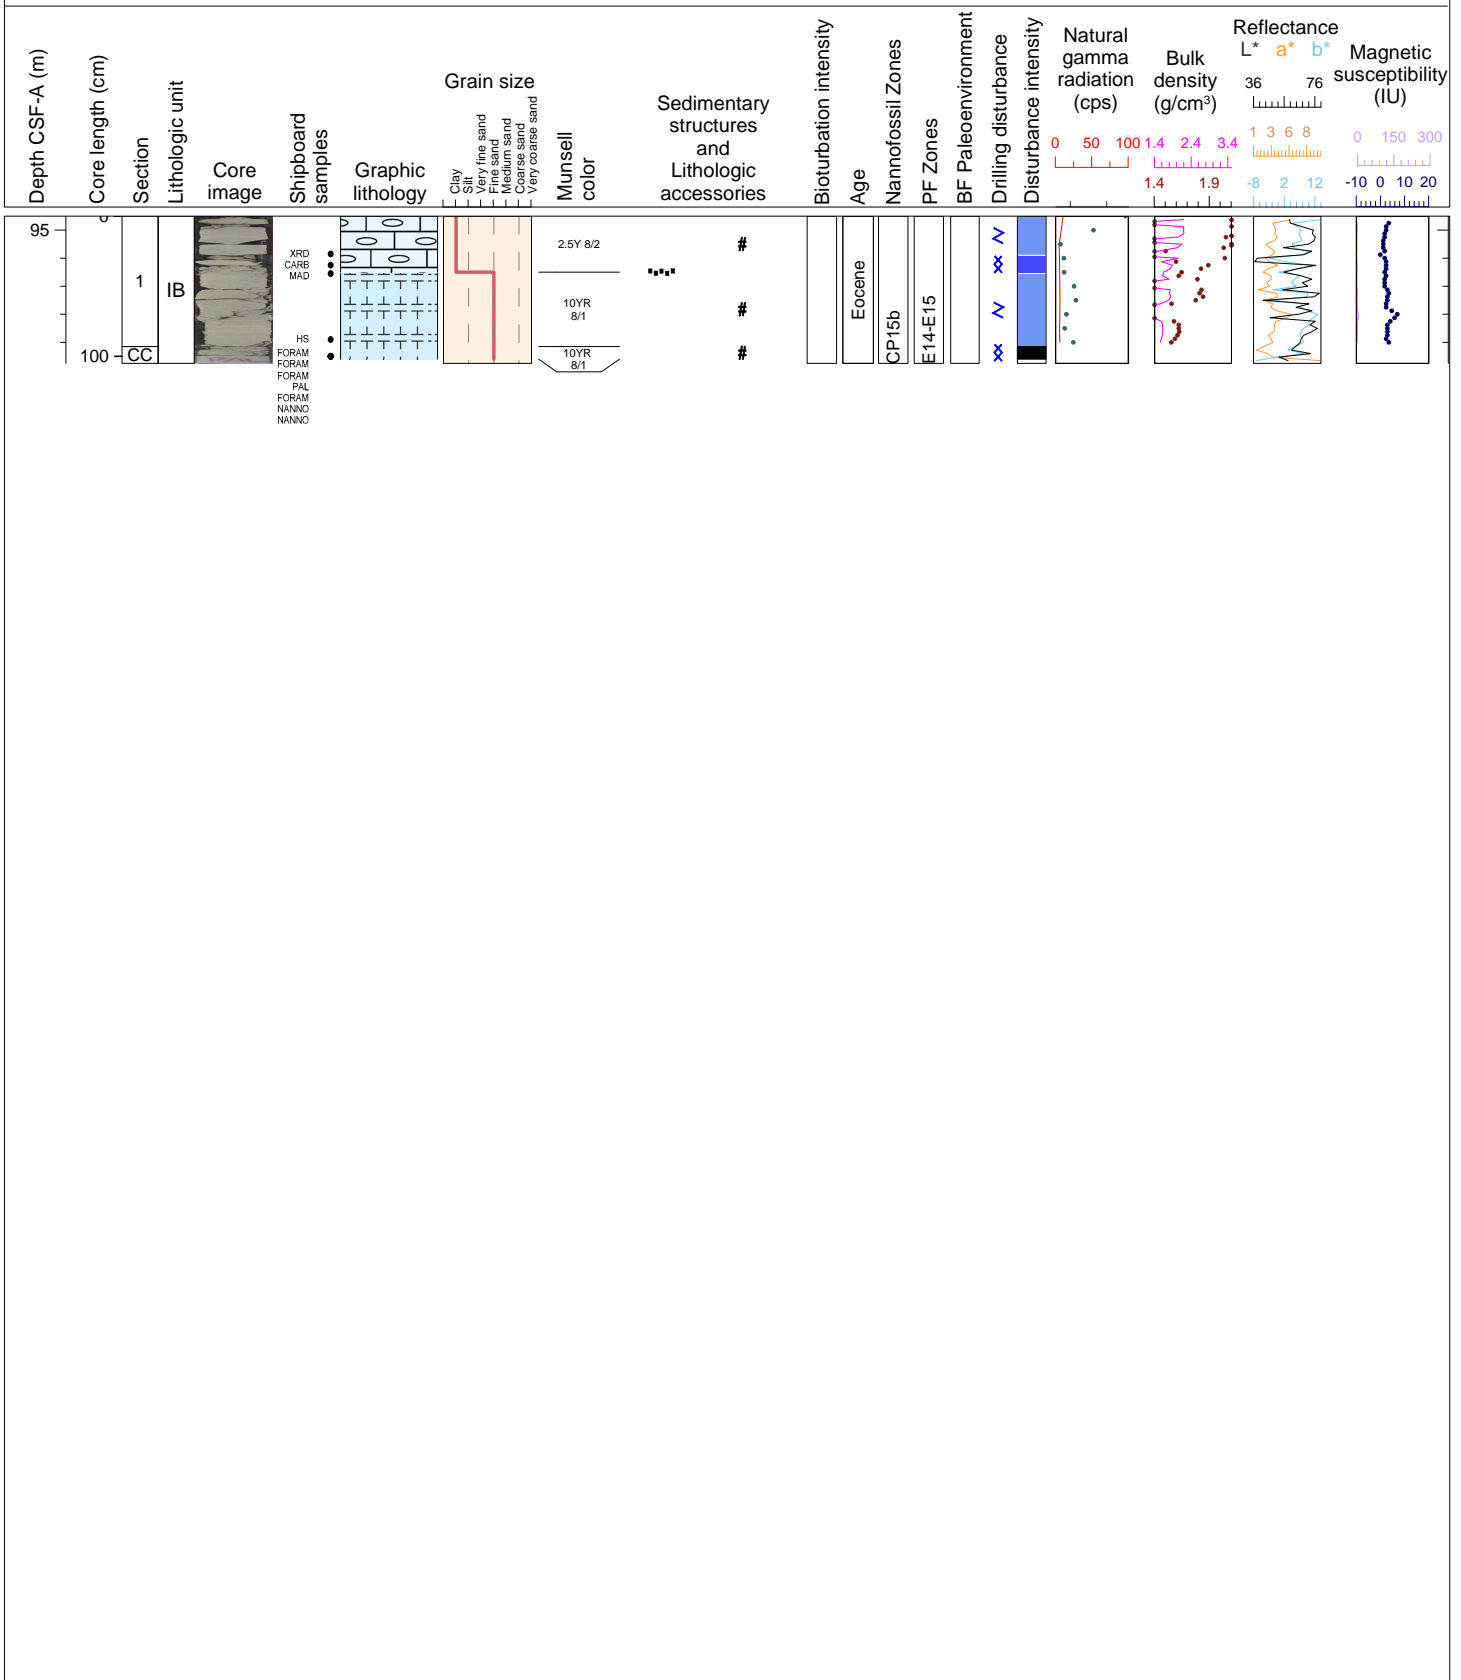 Depth CSF-A (m)
Core length (cm)
Section
Lithologic unit
Core
image
Shipboard
samples
Graphic
lithology
Grain size
Clay
Silt
Very fine sand
Fine sand
Medium sand
Coarse sand
Very coarse sand
Munsell
color
Sedimentary
structures
and
Lithologic
accessories
Bioturbation intensity
Age
Nannofossil Zones
PF Zones
BF Paleoenvironment
Drilling disturbance
Disturbance intensity
Natural
gamma
radiation
(cps)
0 50 100
Bulk
density
(g/cm³)
1.4 2.4 3.4
1.4 1.9
Reflectance
L* a* b*
36 76
1 3 6 8
-8 2 12
Magnetic
susceptibility
(IU)
0 150 300
-10 0 10 20
95
0
100
1
CC
IB
XRD
CARB
MAD
HS
FORAM
FORAM
FORAM
PAL
FORAM
NANNO
NANNO
2.5Y 8/2
10YR
8/1
10YR
8/1
#
#
#
Eocene
CP15b
E14-E15